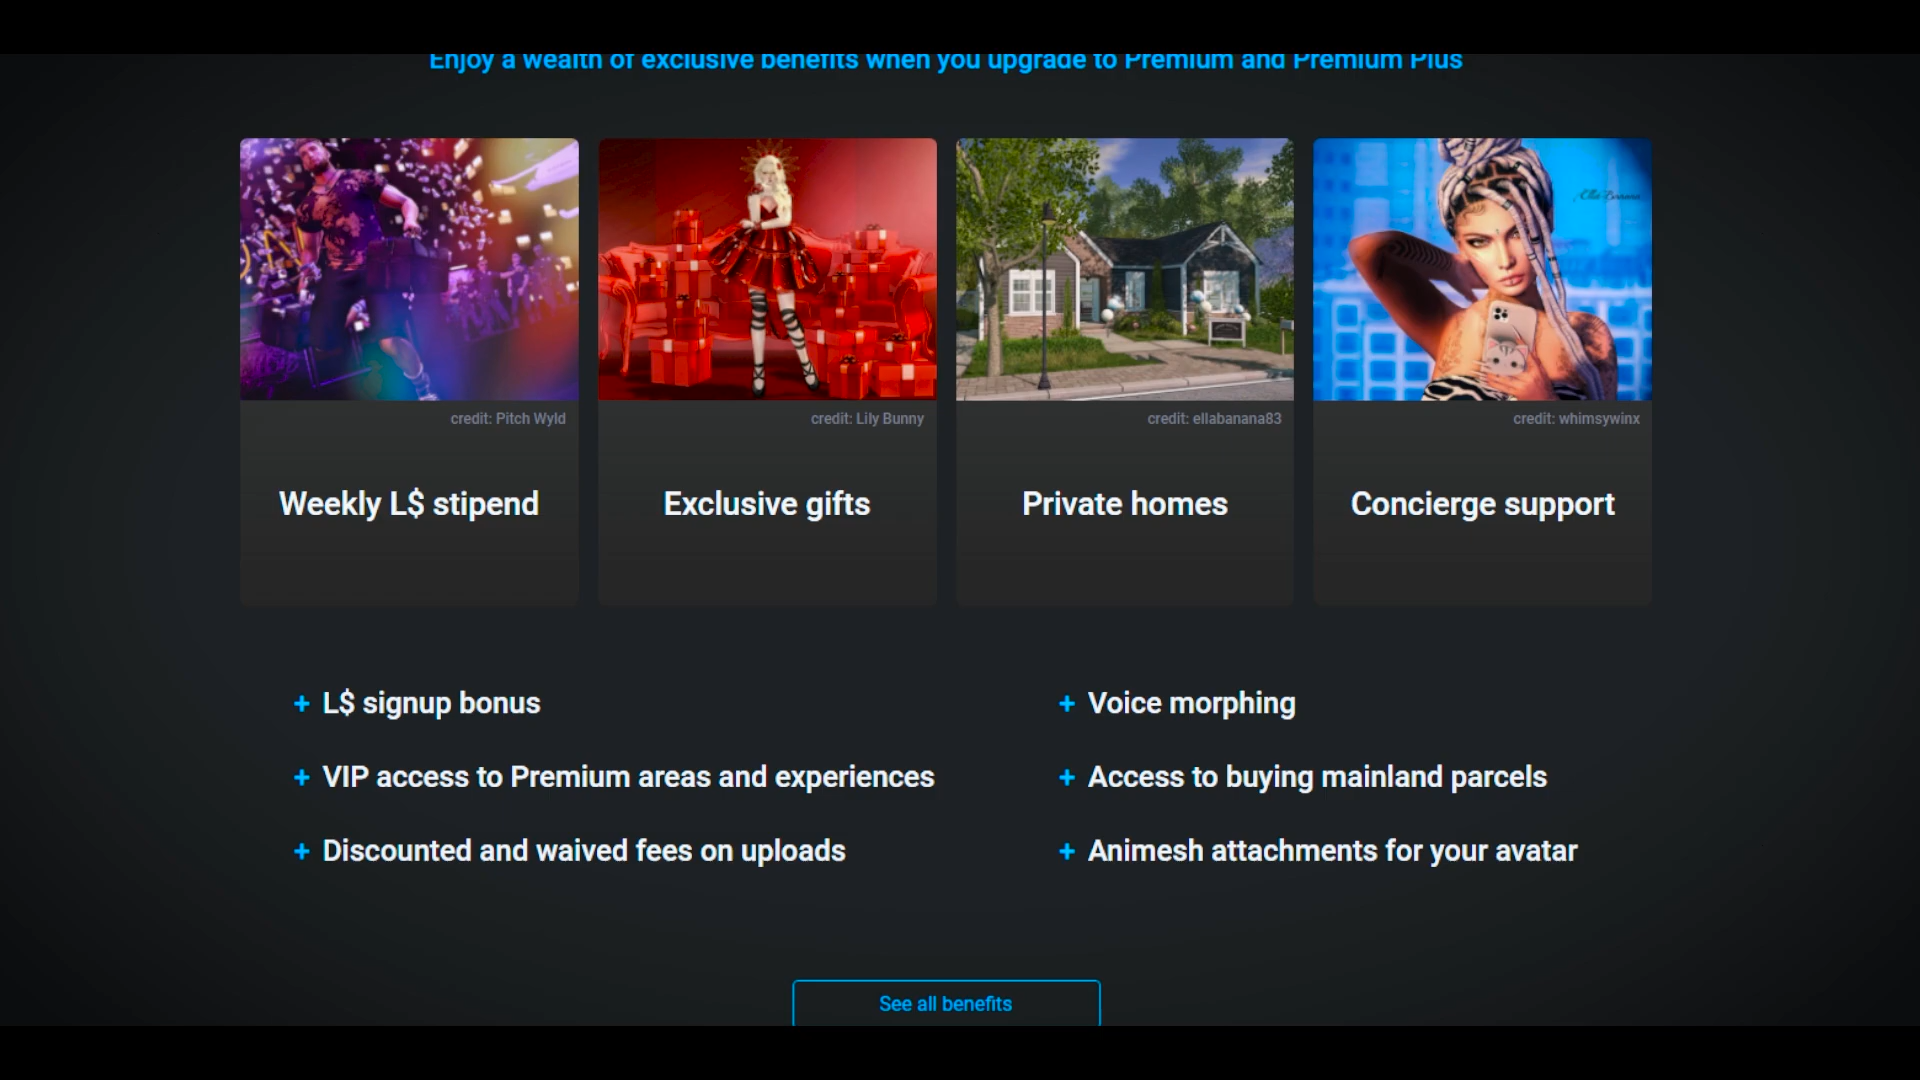 Enjoy a wealth of exclusive benefits when you upgrade to Premium and Premium Plus
credit: Pitch Wyld
credit: Lily Bunny
credit: ellabanana83
credit: whimsywinx
Weekly L$ stipend
Exclusive gifts
Private homes
Concierge support
+ L$ signup bonus
+ VIP access to Premium areas and experiences
+ Discounted and waived fees on uploads
+ Voice morphing
+ Access to buying mainland parcels
+ Animesh attachments for your avatar
See all benefits